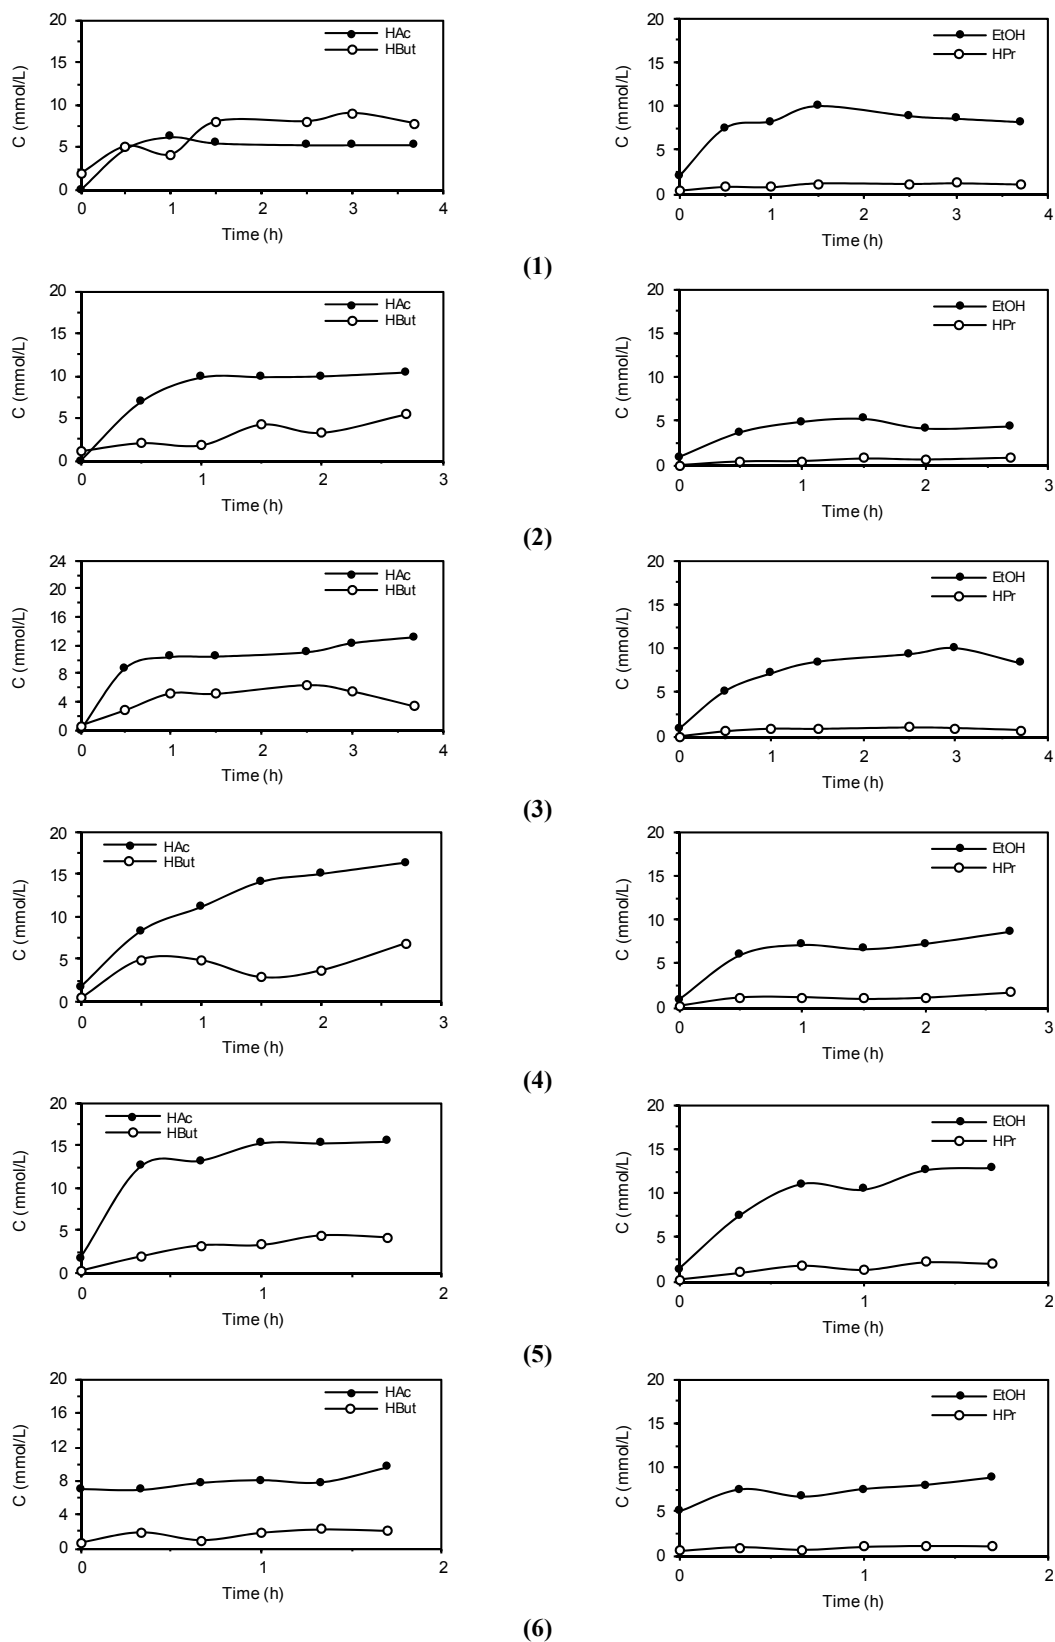 20
15
10
5
0
C (mmol/L)
HAc
HBut
0 1 2 3 4
Time (h)
20
15
10
5
0
C (mmol/L)
EtOH
HPr
0 1 2 3 4
Time (h)
(1)
20
15
10
5
0
C (mmol/L)
HAc
HBut
0 1 2 3
Time (h)
20
15
10
5
0
C (mmol/L)
EtOH
HPr
0 1 2 3
Time (h)
(2)
24
20
16
12
8
4
0
C (mmol/L)
HAc
HBut
0 1 2 3 4
Time (h)
20
15
10
5
0
C (mmol/L)
EtOH
HPr
0 1 2 3 4
Time (h)
(3)
20
15
10
5
0
C (mmol/L)
HAc
HBut
0 1 2 3
Time (h)
20
15
10
5
0
C (mmol/L)
EtOH
HPr
0 1 2 3
Time (h)
(4)
20
15
10
5
0
C (mmol/L)
HAc
HBut
0 1 2
Time (h)
20
15
10
5
0
C (mmol/L)
EtOH
HPr
0 1 2
Time (h)
(5)
20
16
12
8
4
0
C (mmol/L)
HAc
HBut
0 1 2
Time (h)
20
15
10
5
0
C (mmol/L)
EtOH
HPr
0 1 2
Time (h)
(6)